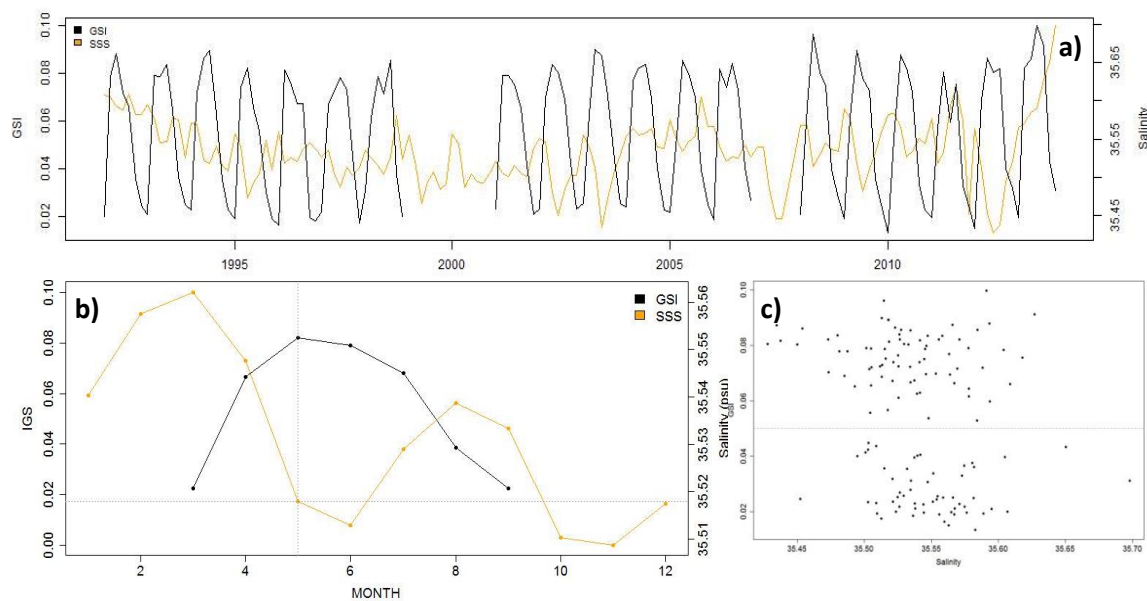 a)
GSI
SSS
0.10
0.08
0.06
0.04
0.02
GSI
35.65
35.55
35.45
Salinity
1995
2000
2005
2010
b)
GSI
SSS
0.10
0.08
0.06
0.04
0.02
0.00
IGS
35.56
35.55
35.54
35.53
35.52
35.51
Salinity (psu)
2
4
6
8
10
12
MONTH
c)
0.10
0.08
0.06
0.04
0.02
GSI
35.45
35.50
35.55
35.60
35.65
35.70
Salinity